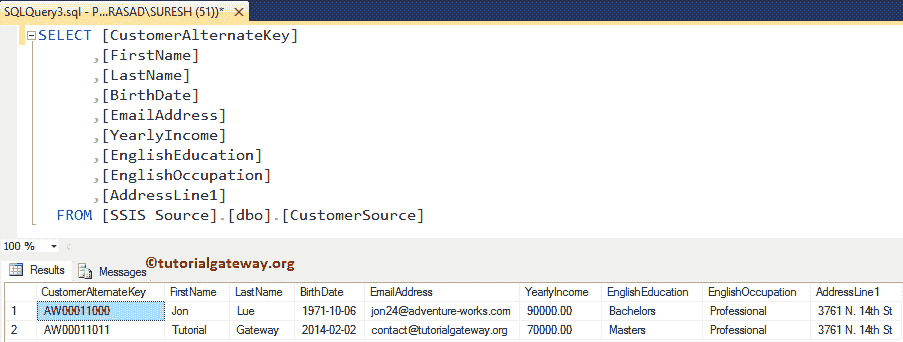 SQLQuery3.sql - P...RASAD\SURESH (51))* ×
SELECT [CustomerAlternateKey]
,[FirstName]
,[LastName]
,[BirthDate]
,[EmailAddress]
,[YearlyIncome]
,[EnglishEducation]
,[EnglishOccupation]
,[AddressLine1]
FROM [SSIS Source].[dbo].[CustomerSource]
100 %
Results Messages ©tutorialgateway.org
CustomerAlternateKey FirstName LastName BirthDate EmailAddress YearlyIncome EnglishEducation EnglishOccupation AddressLine1
1 AW00011000 Jon Lue 1971-10-06 jon24@adventure-works.com 90000.00 Bachelors Professional 3761 N. 14th St
2 AW00011011 Tutorial Gateway 2014-02-02 contact@tutorialgateway.org 70000.00 Masters Professional 3761 N. 14th St